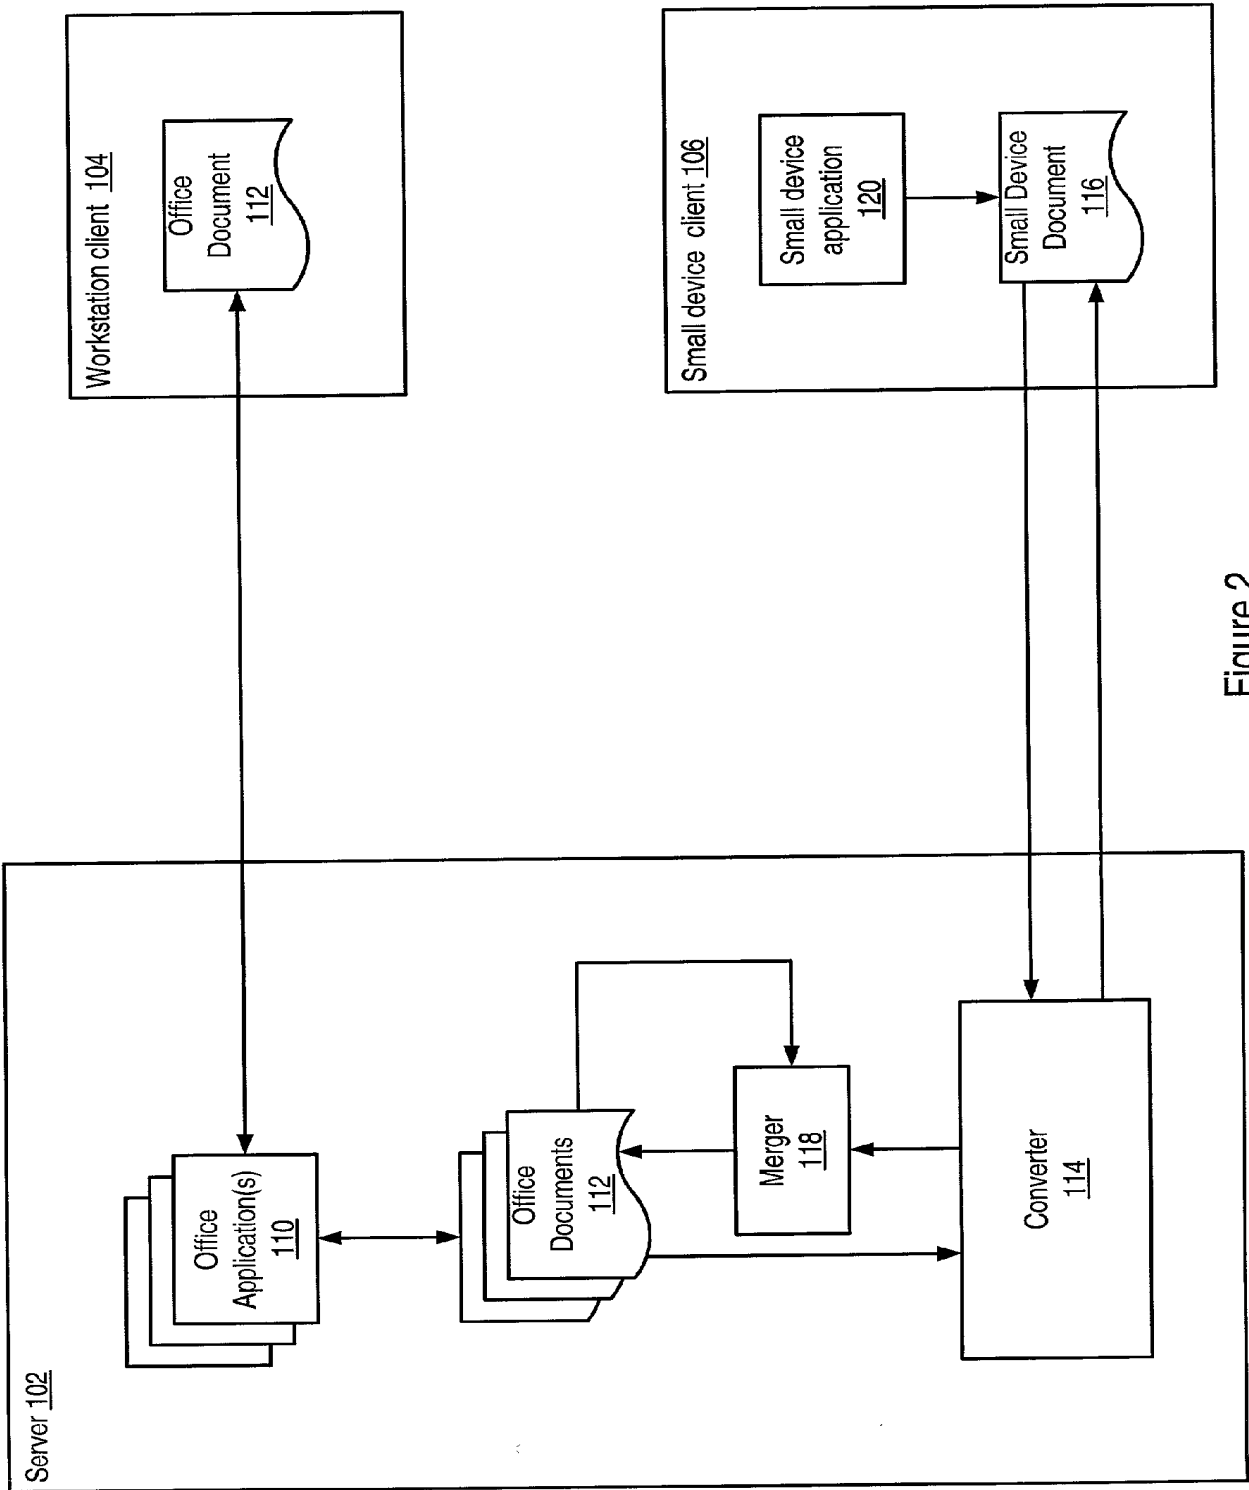 Server 102
Office
Application(s)
110
Office
Documents
112
Merger
118
Converter
114
Workstation client 104
Office
Document
112
Small device client 106
Small device
application
120
Small Device
Document
116
Figure 2